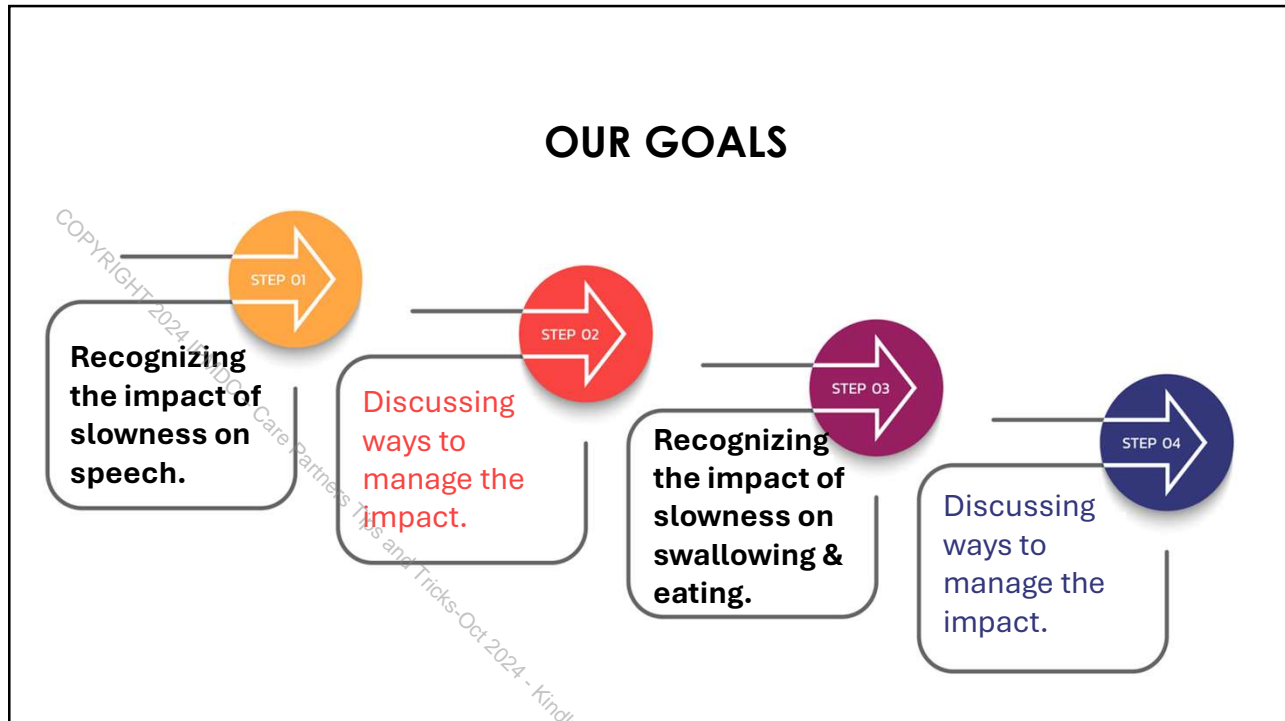 OUR GOALS
STEP 01
Recognizing
the impact of
slowness on
speech.
STEP 02
Discussing
ways to
manage the
impact.
STEP 03
Recognizing
the impact of
slowness on
swallowing &
eating.
STEP 04
Discussing
ways to
manage the
impact.
COPYRIGHT 2024 Care Partners Tips and Tricks-Oct 2024 -